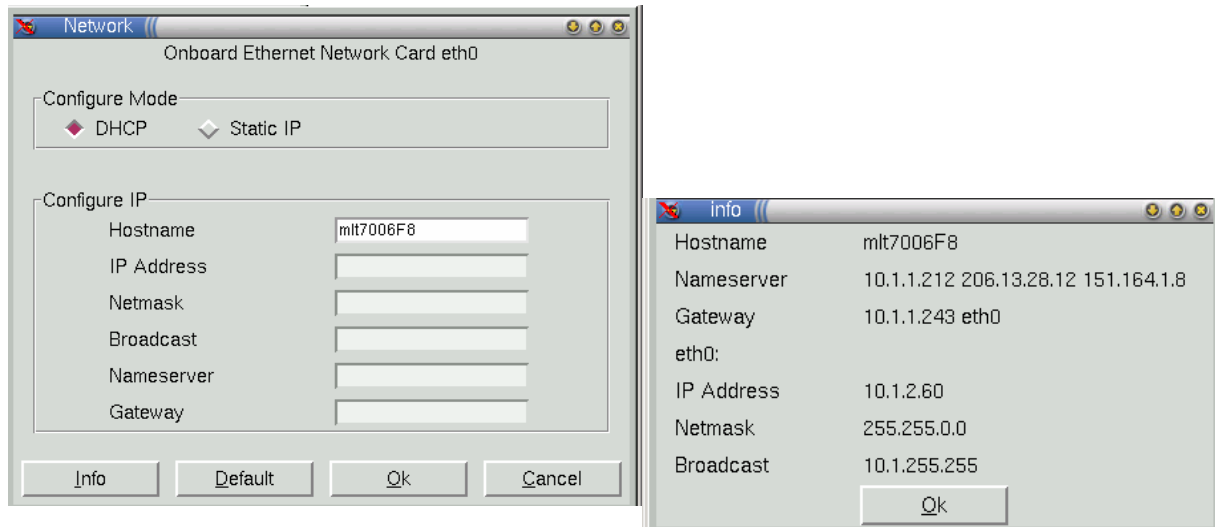 Network
Onboard Ethernet Network Card eth0
Configure Mode
DHCP Static IP
Configure IP
Hostname mlt7006F8
IP Address
Netmask
Broadcast
Nameserver
Gateway
Info Default Ok Cancel
info
Hostname mlt7006F8
Nameserver 10.1.1.212 206.13.28.12 151.164.1.8
Gateway 10.1.1.243 eth0
eth0:
IP Address 10.1.2.60
Netmask 255.255.0.0
Broadcast 10.1.255.255
Ok